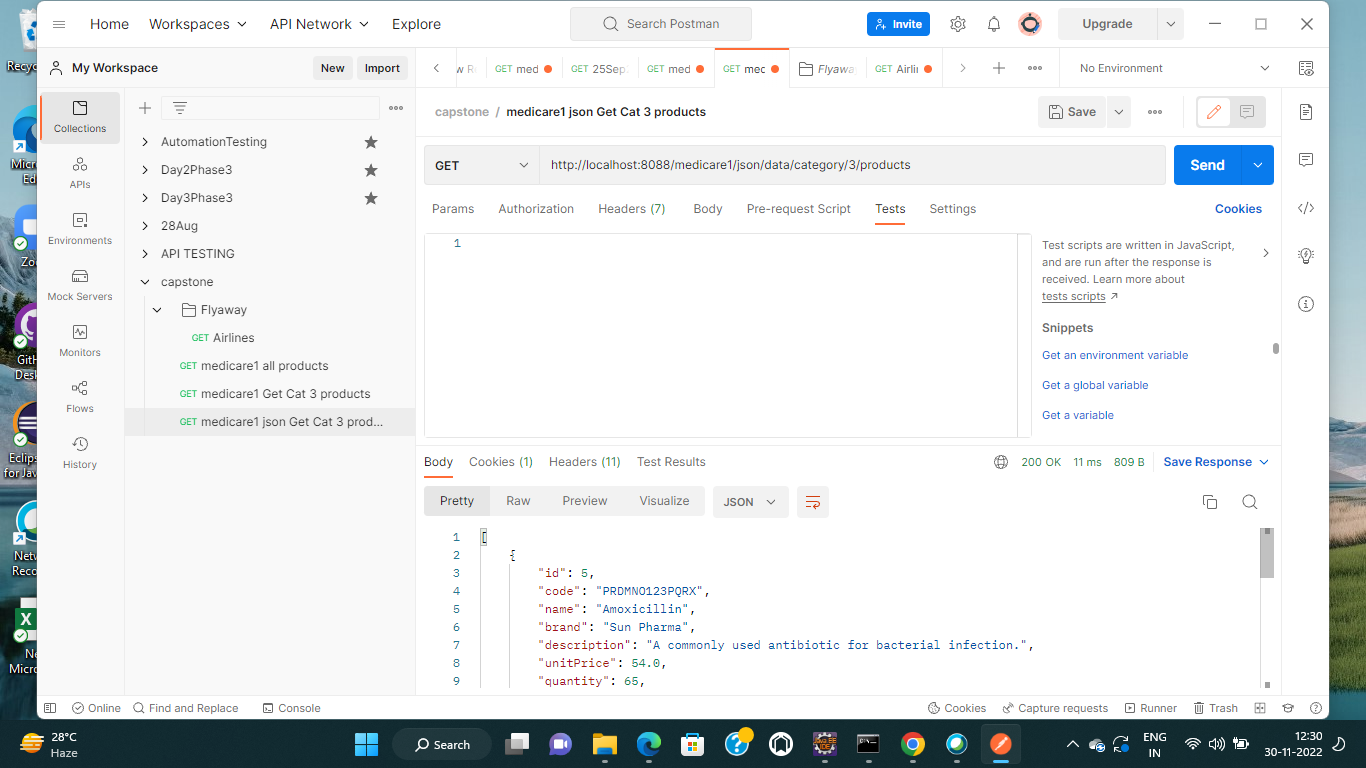 Home Workspaces API Network Explore Search Postman Invite Upgrade
My Workspace New Import
GET med GET 25Sep GET med GET mec Flyawa GET Airlin No Environment
Collections
APIs
Environments
Mock Servers
Monitors
Flows
History
AutomationTesting
Day2Phase3
Day3Phase3
28Aug
API TESTING
capstone
Flyaway
GET Airlines
GET medicare1 all products
GET medicare1 Get Cat 3 products
GET medicare1 json Get Cat 3 prod...
capstone / medicare1 json Get Cat 3 products Save
GET http://localhost:8088/medicare1/json/data/category/3/products Send
Params Authorization Headers (7) Body Pre-request Script Tests Settings Cookies
1
Test scripts are written in JavaScript,
and are run after the response is
received. Learn more about
tests scripts ↗
Snippets
Get an environment variable
Get a global variable
Get a variable
Body Cookies (1) Headers (11) Test Results 200 OK 11 ms 809 B Save Response
Pretty Raw Preview Visualize JSON
1 [
2 {
3 "id": 5,
4 "code": "PRDMNO123PQRX",
5 "name": "Amoxicillin",
6 "brand": "Sun Pharma",
7 "description": "A commonly used antibiotic for bacterial infection.",
8 "unitPrice": 54.0,
9 "quantity": 65,
Online Find and Replace Console Cookies Capture requests Runner Trash
28°C
Haze
Search
ENG
IN
12:30
30-11-2022